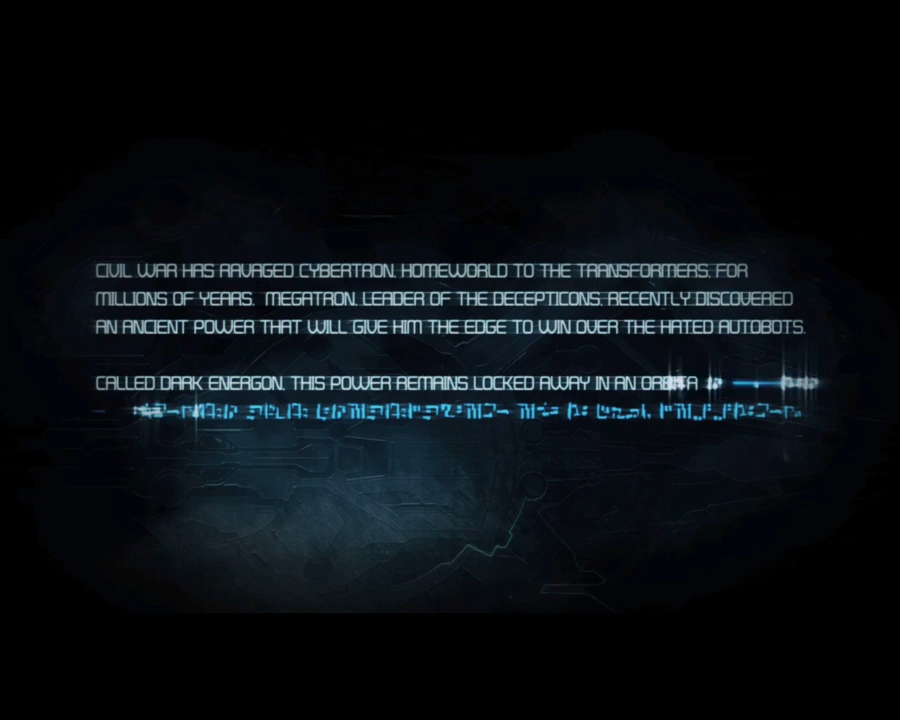 CIVIL WAR HAS RAVAGED CYBERTRON, HOMEWORLD TO THE TRANSFORMERS, FOR
MILLIONS OF YEARS. MEGATRON, LEADER OF THE DECEPTICONS, RECENTLY DISCOVERED
AN ANCIENT POWER THAT WILL GIVE HIM THE EDGE TO WIN OVER THE HATED AUTOBOTS.
CALLED DARK ENERGON, THIS POWER REMAINS LOCKED AWAY IN AN